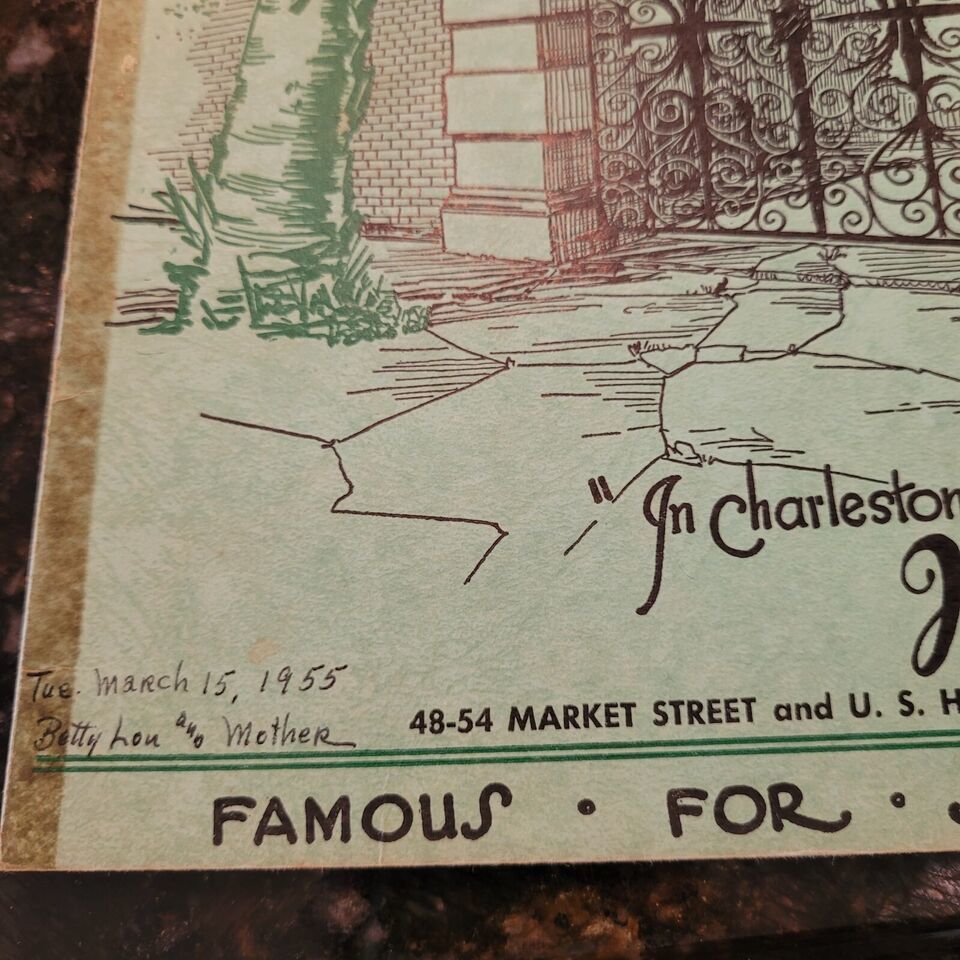 "In Charleston
Tue. March 15, 1955
Betty Lou and Mother
48-54 MARKET STREET and U. S. H
FAMOUS • FOR •